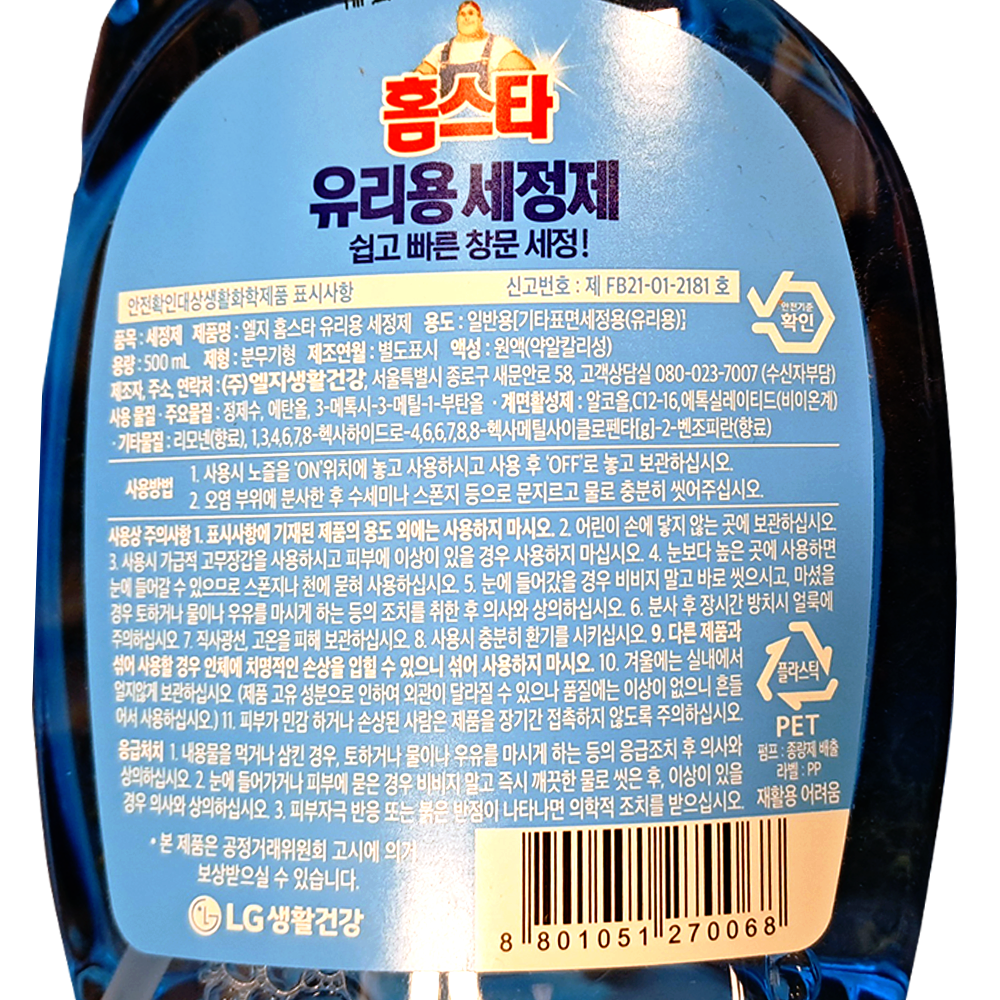 홈스타
유리용 세정제
쉽고 빠른 창문 세정!
안전확인대상생활화학제품 표시사항 신고번호 : 제 FB21-01-2181 호
안전기준
확인
품목 : 세정제 제품명 : 엘지 홈스타 유리용 세정제 용도 : 일반용[기타표면세정용(유리용)]
용량 : 500 mL 제형 : 분무기형 제조연월 : 별도표시 액성 : 원액(약알칼리성)
제조자, 주소, 연락처 : (주)엘지생활건강, 서울특별시 종로구 새문안로 58, 고객상담실 080-023-7007 (수신자부담)
사용 물질 · 주요물질 : 정제수, 에탄올, 3-메톡시-3-메틸-1-부탄올 · 계면활성제 : 알코올,C12-16,에톡실레이티드(비이온계)
· 기타물질 : 리모넨(향료), 1,3,4,6,7,8-헥사하이드로-4,6,6,7,8,8-헥사메틸사이클로펜타[g]-2-벤조피란(향료)
사용방법
1. 사용시 노즐을 'ON'위치에 놓고 사용하시고 사용 후 'OFF'로 놓고 보관하십시오.
2. 오염 부위에 분사한 후 수세미나 스폰지 등으로 문지르고 물로 충분히 씻어주십시오.
사용상 주의사항 1. 표시사항에 기재된 제품의 용도 외에는 사용하지 마시오. 2. 어린이 손에 닿지 않는 곳에 보관하십시오.
3. 사용시 가급적 고무장갑을 사용하시고 피부에 이상이 있을 경우 사용하지 마십시오. 4. 눈보다 높은 곳에 사용하면
눈에 들어갈 수 있으므로 스폰지나 천에 묻혀 사용하십시오. 5. 눈에 들어갔을 경우 비비지 말고 바로 씻으시고, 마셨을
경우 토하거나 물이나 우유를 마시게 하는 등의 조치를 취한 후 의사와 상의하십시오. 6. 분사 후 장시간 방치시 얼룩에
주의하십시오 7. 직사광선, 고온을 피해 보관하십시오. 8. 사용시 충분히 환기를 시키십시오. 9. 다른 제품과
섞어 사용할 경우 인체에 치명적인 손상을 입힐 수 있으니 섞어 사용하지 마시오. 10. 겨울에는 실내에서
얼지않게 보관하십시오. (제품 고유 성분으로 인하여 외관이 달라질 수 있으나 품질에는 이상이 없으니 흔들
어서 사용하십시오.) 11. 피부가 민감 하거나 손상된 사람은 제품을 장기간 접촉하지 않도록 주의하십시오.
플라스틱
PET
펌프 : 종량제 배출
라벨 : PP
재활용 어려움
응급처치 1. 내용물을 먹거나 삼킨 경우, 토하거나 물이나 우유를 마시게 하는 등의 응급조치 후 의사와
상의하십시오. 2. 눈에 들어가거나 피부에 묻은 경우 비비지 말고 즉시 깨끗한 물로 씻은 후, 이상이 있을
경우 의사와 상의하십시오. 3. 피부자극 반응 또는 붉은 반점이 나타나면 의학적 조치를 받으십시오.
* 본 제품은 공정거래위원회 고시에 의거
보상받으실 수 있습니다.
LG생활건강
8 801051 270068